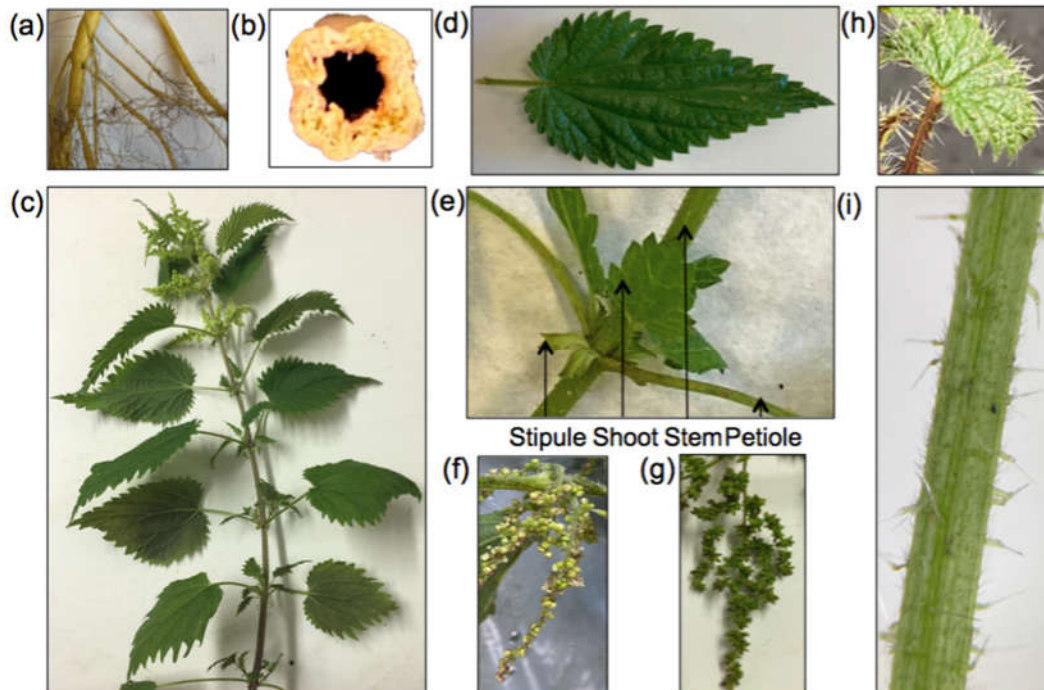 (a)
(b)
(d)
(h)
(c)
(e)
(i)
Stipule Shoot Stem Petiole
(f)
(g)